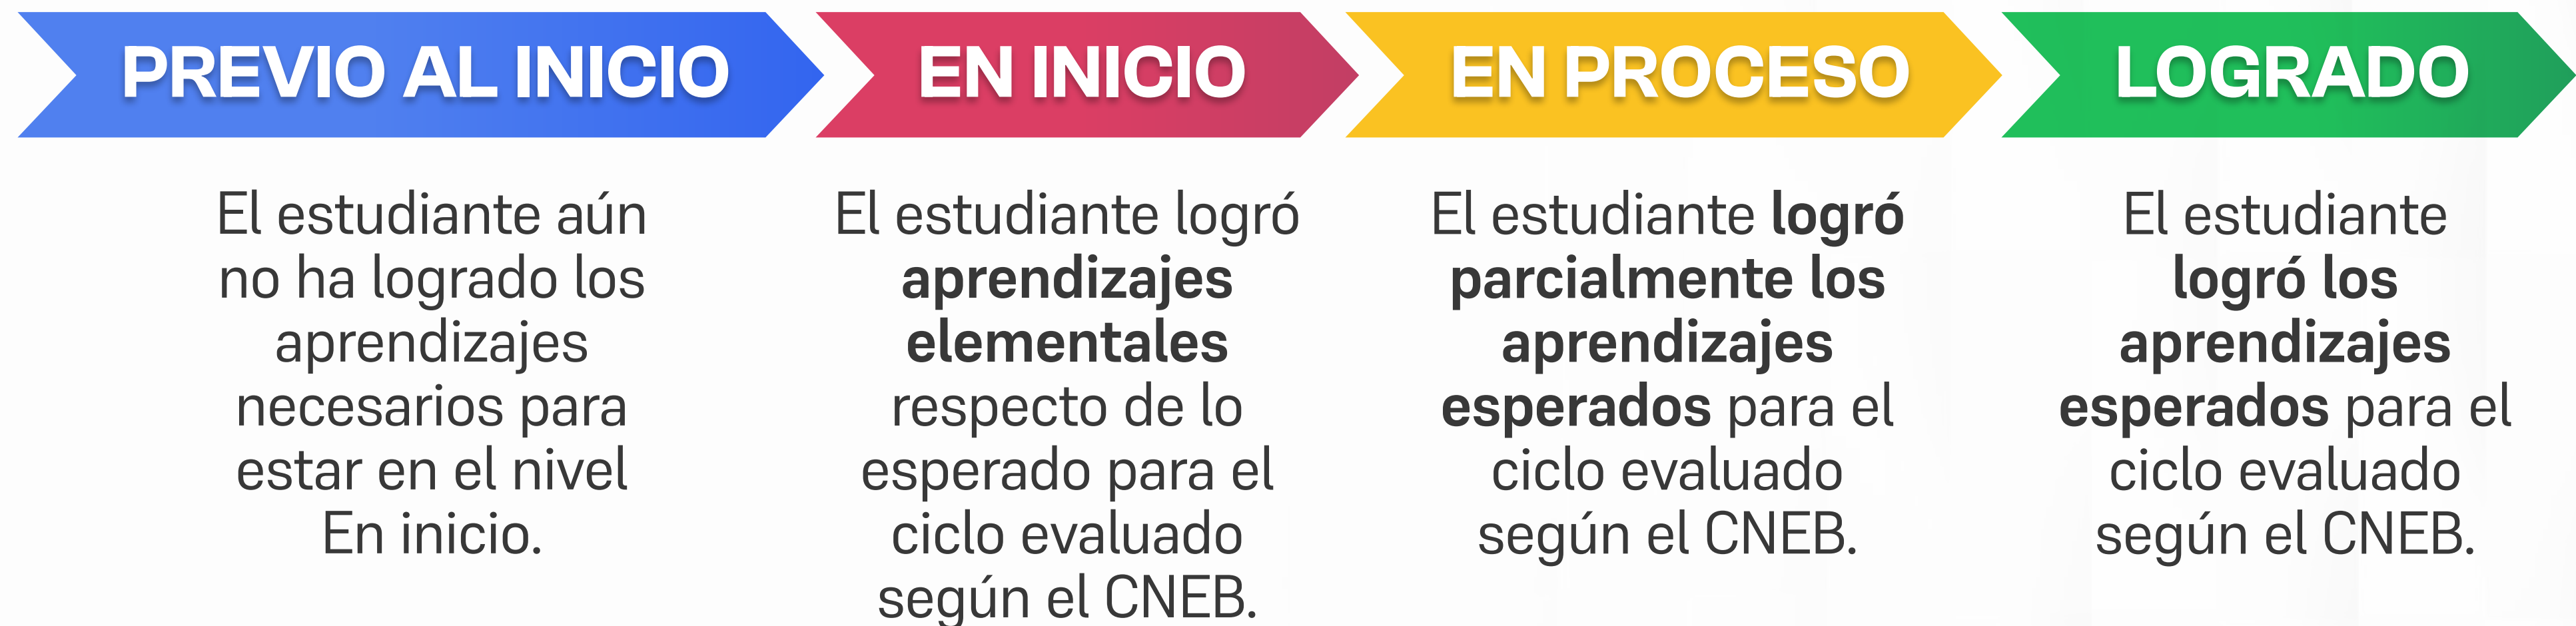 PREVIO AL INICIO
El estudiante aún
no ha logrado los
aprendizajes
necesarios para
estar en el nivel
En inicio.
EN INICIO
El estudiante logró
aprendizajes
elementales
respecto de lo
esperado para el
ciclo evaluado
según el CNEB.
EN PROCESO
El estudiante logró
parcialmente los
aprendizajes
esperados para el
ciclo evaluado
según el CNEB.
LOGRADO
El estudiante
logró los
aprendizajes
esperados para el
ciclo evaluado
según el CNEB.